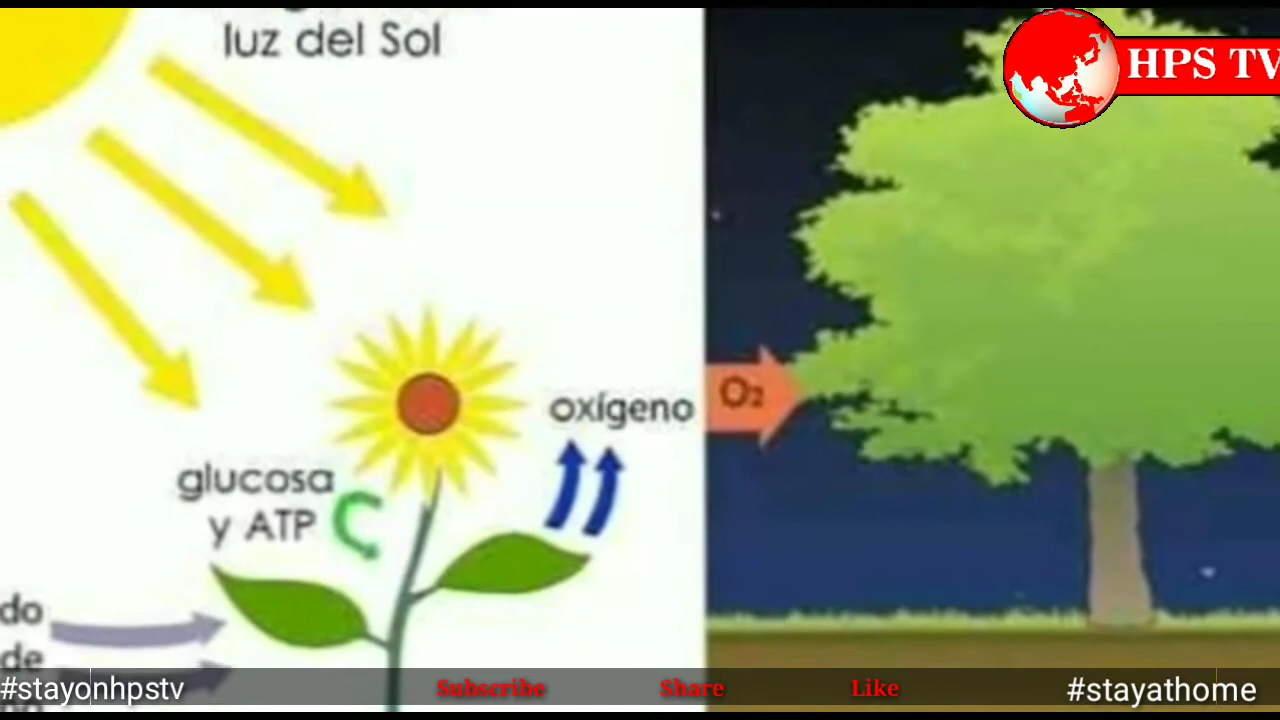 luz del Sol
HPS TV
oxígeno
O₂
glucosa
y ATP
do
de
#stayonhpstv
Subscribe
Share
Like
#stayathome